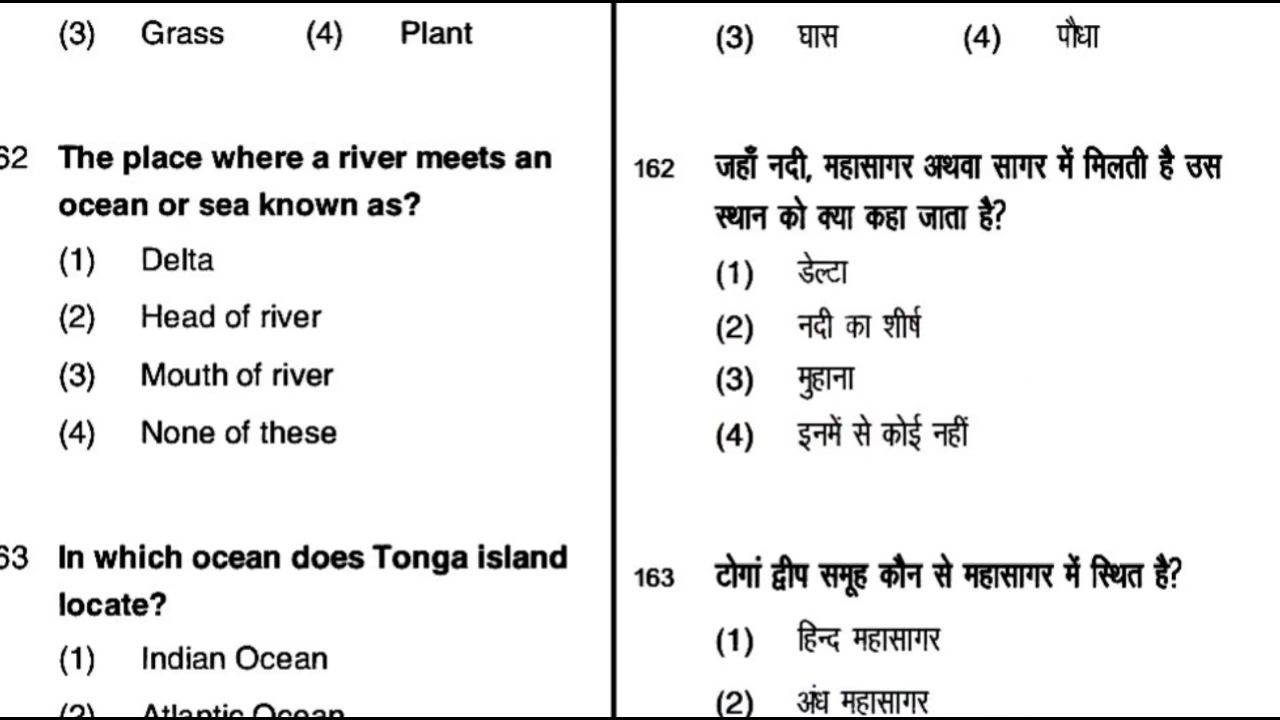 (3) Grass (4) Plant
62 The place where a river meets an
ocean or sea known as?
(1) Delta
(2) Head of river
(3) Mouth of river
(4) None of these
63 In which ocean does Tonga island
locate?
(1) Indian Ocean
(2) Atlantic Ocean
(3) घास (4) पौधा
162 जहाँ नदी, महासागर अथवा सागर में मिलती है उस
स्थान को क्या कहा जाता है?
(1) डेल्टा
(2) नदी का शीर्ष
(3) मुहाना
(4) इनमें से कोई नहीं
163 टोगां द्वीप समूह कौन से महासागर में स्थित है?
(1) हिन्द महासागर
(2) अंध महासागर